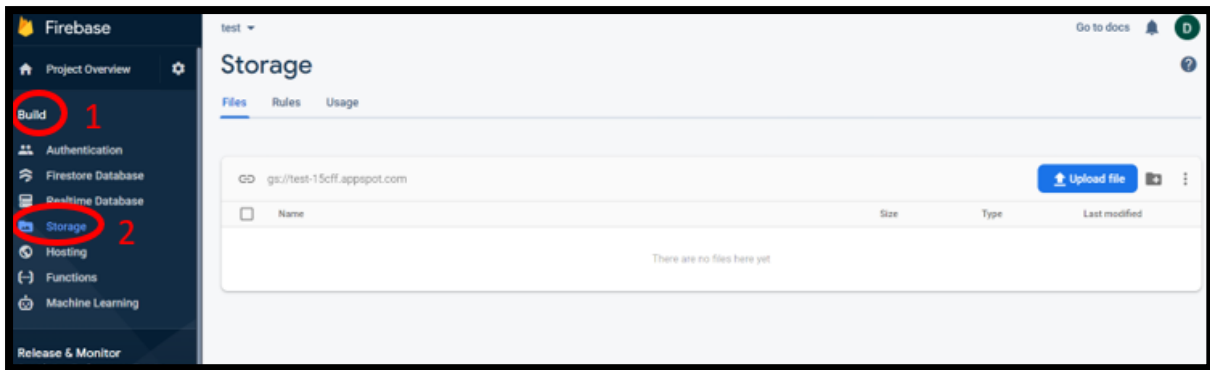 Firebase
test
Go to docs
D
Project Overview
Storage
?
Files Rules Usage
Build
1
Authentication
Firestore Database
gs://test-15cff.appspot.com
Upload file
Realtime Database
Name Size Type Last modified
Storage
2
Hosting
There are no files here yet
Functions
Machine Learning
Release & Monitor